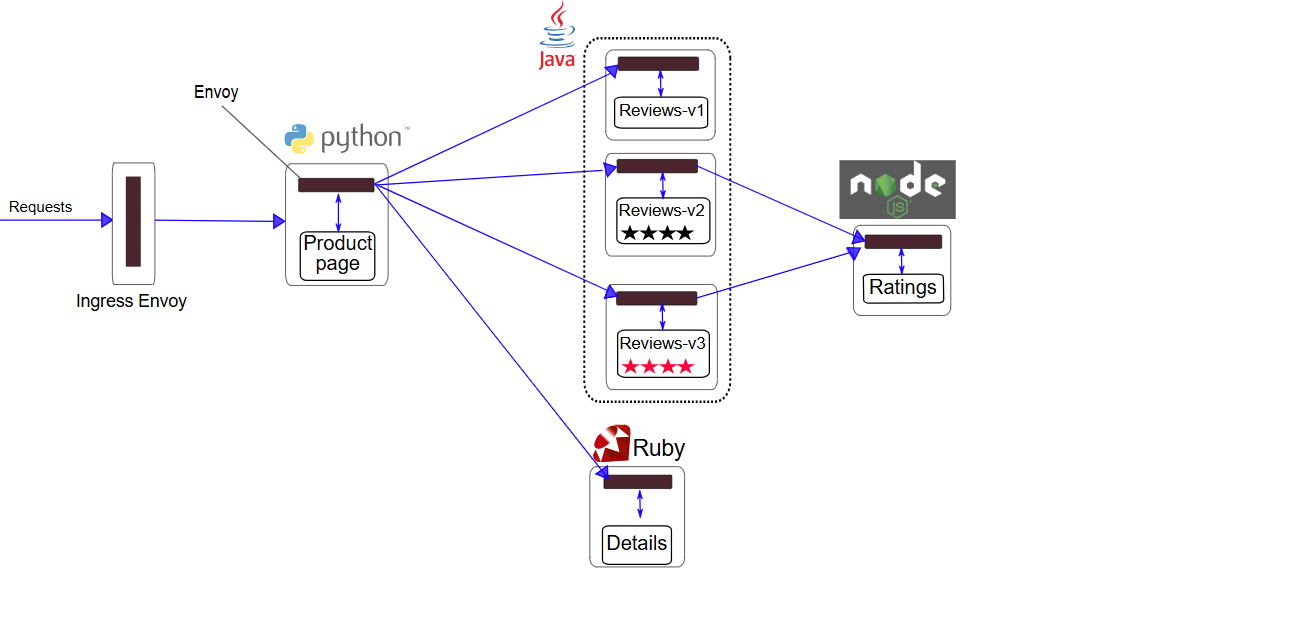 Java
Envoy
python™
Requests
Ingress Envoy
Product
page
Reviews-v1
Reviews-v2
Reviews-v3
node
JS
Ratings
Ruby
Details